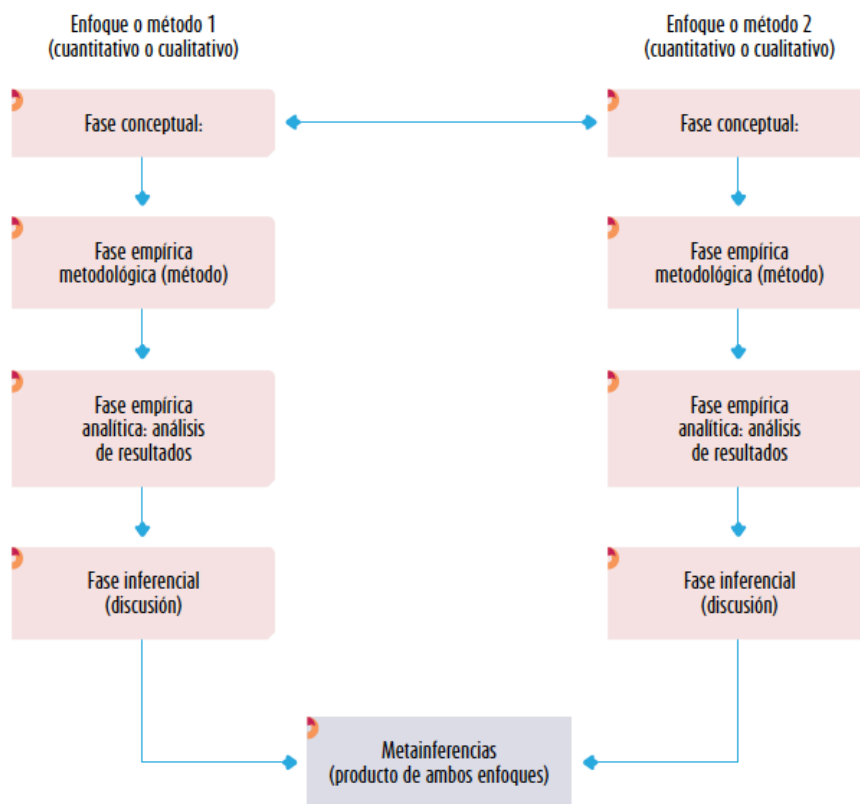 Enfoque o método 1
(cuantitativo o cualitativo)
Enfoque o método 2
(cuantitativo o cualitativo)
Fase conceptual:
Fase conceptual:
Fase empírica
metodológica (método)
Fase empírica
metodológica (método)
Fase empírica
analítica: análisis
de resultados
Fase empírica
analítica: análisis
de resultados
Fase inferencial
(discusión)
Fase inferencial
(discusión)
Metainferencias
(producto de ambos enfoques)